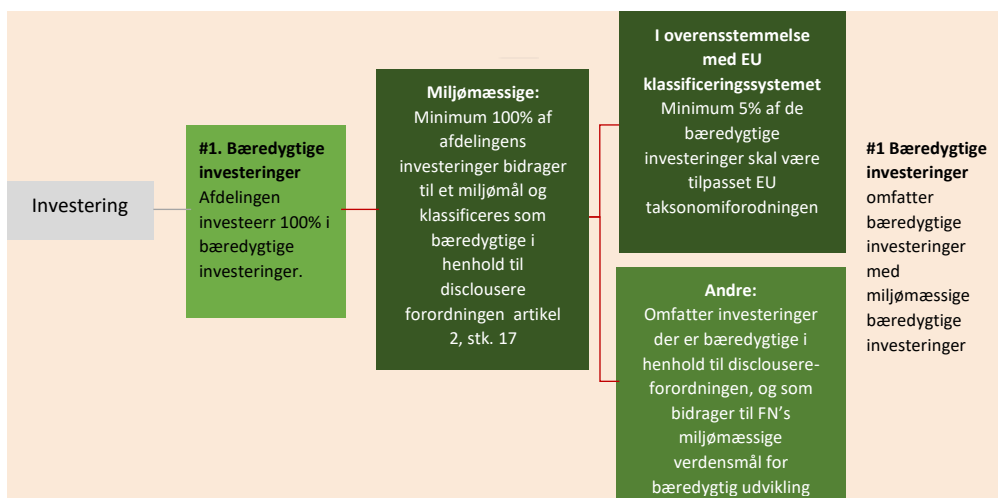 Investering
#1. Bæredygtige
investeringer
Afdelingen
investeerr 100% i
bæredygtige
investeringer.
Miljømæssige:
Minimum 100% af
afdelingens
investeringer bidrager
til et miljømål og
klassificeres som
bæredygtige i
henhold til
disclousere
forordningen artikel
2, stk. 17
I overensstemmelse
med EU
klassificeringssystemet
Minimum 5% af de
bæredygtige
investeringer skal være
tilpasset EU
taksonomiforodningen
Andre:
Omfatter investeringer
der er bæredygtige i
henhold til disclousere-
forordningen, og som
bidrager til FN's
miljømæssige
verdensmål for
bæredygtig udvikling
#1 Bæredygtige
investeringer
omfatter
bæredygtige
investeringer
med
miljømæssige
bæredygtige
investeringer